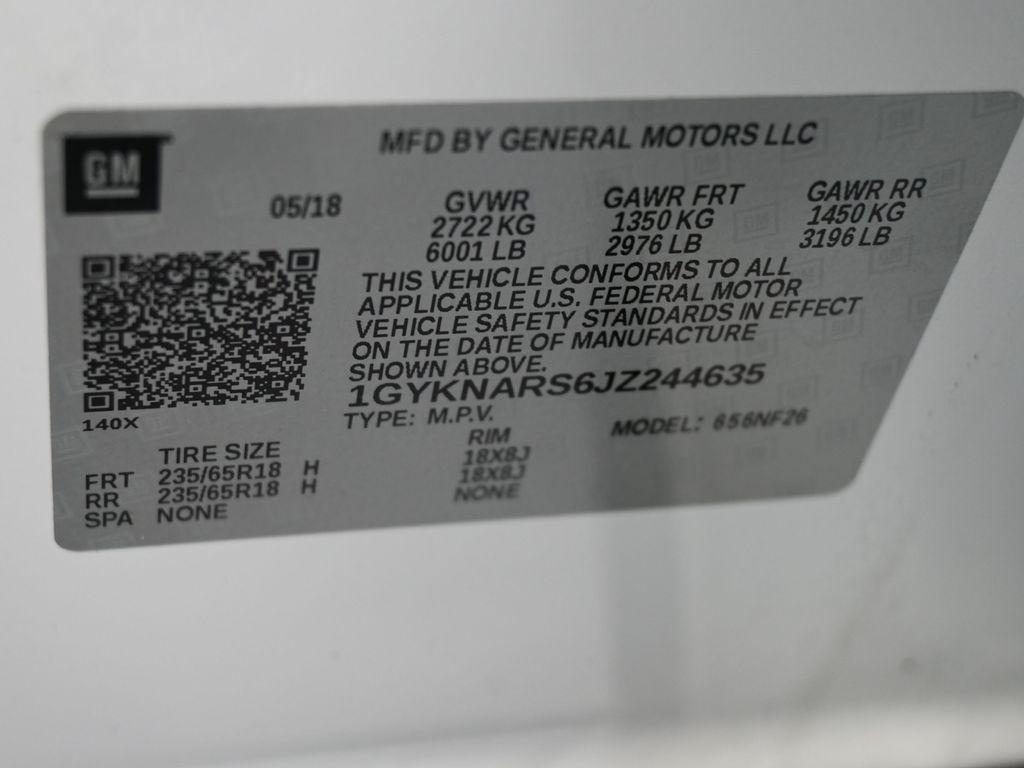 GM
MFD BY GENERAL MOTORS LLC
05/18
GVWR GAWR FRT GAWR RR
2722 KG 1350 KG 1450 KG
6001 LB 2976 LB 3196 LB
THIS VEHICLE CONFORMS TO ALL
APPLICABLE U.S. FEDERAL MOTOR
VEHICLE SAFETY STANDARDS IN EFFECT
ON THE DATE OF MANUFACTURE
SHOWN ABOVE.
1GYKNARS6JZ244635
140X
TYPE: M.P.V. MODEL: 656NF26
TIRE SIZE RIM
FRT 235/65R18 H 18X8J
RR 235/65R18 H 18X8J
SPA NONE NONE